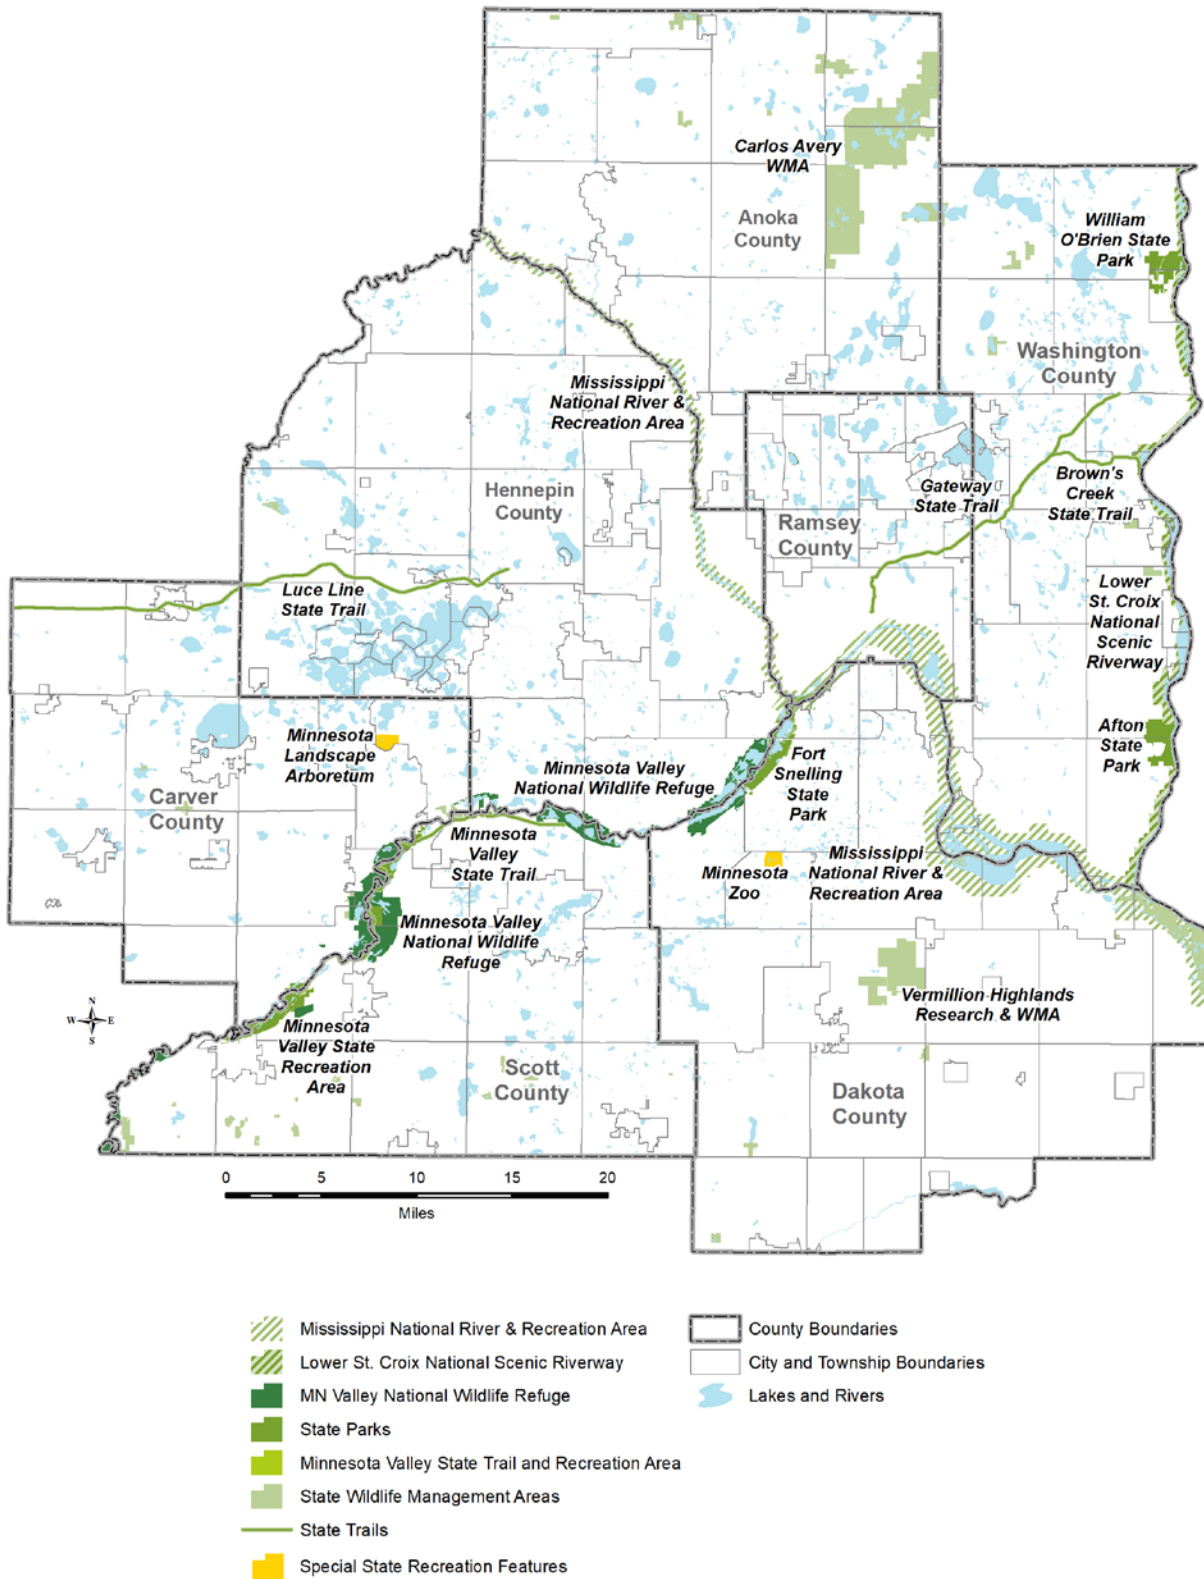 Carlos Avery
WMA
Anoka
County
William
O'Brien State
Park
Washington
County
Mississippi
National River &
Recreation Area
Hennepin
County
Gateway
State Trail
Brown's
Creek
State Trail
Ramsey
County
Luce Line
State Trail
Lower
St. Croix
National
Scenic
Riverway
Minnesota
Landscape
Arboretum
Afton
State
Park
Minnesota Valley
National Wildlife Refuge
Fort
Snelling
State
Park
Carver
County
Minnesota
Valley
State Trail
Minnesota
Zoo
Mississippi
National River &
Recreation Area
Minnesota Valley
National Wildlife
Refuge
Vermillion Highlands
Research & WMA
N
W E
S
Minnesota
Valley State
Recreation
Area
Scott
County
Dakota
County
0 5 10 15 20
Miles
Mississippi National River & Recreation Area
Lower St. Croix National Scenic Riverway
MN Valley National Wildlife Refuge
State Parks
Minnesota Valley State Trail and Recreation Area
State Wildlife Management Areas
State Trails
Special State Recreation Features
County Boundaries
City and Township Boundaries
Lakes and Rivers